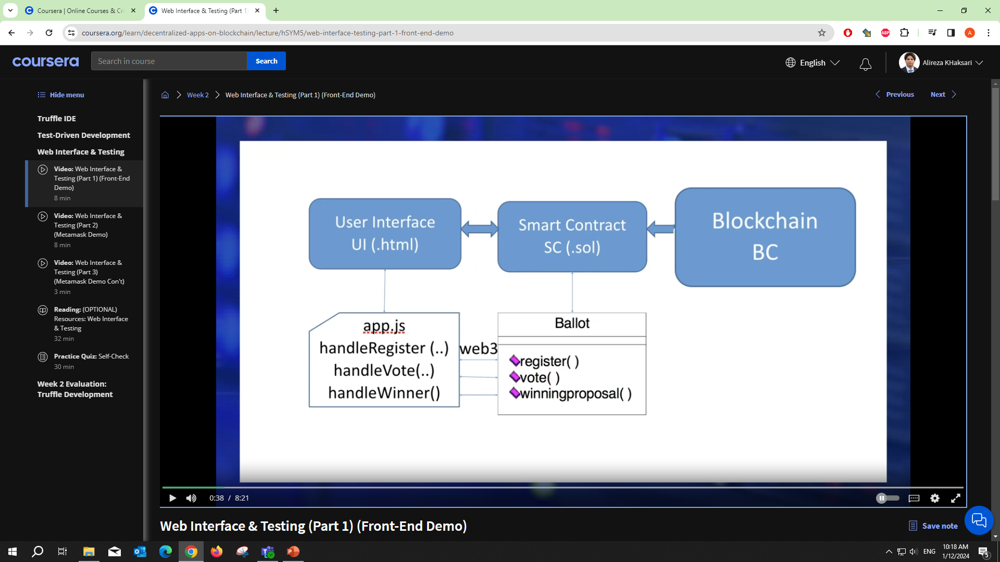 Coursera | Online Courses & Cr
Web Interface & Testing (Part 1)
coursera.org/learn/decentralized-apps-on-blockchain/lecture/hSYM5/web-interface-testing-part-1-front-end-demo
ABP
A
coursera
Search in course
Search
English
Alireza KHaksari
Hide menu
Week 2
Web Interface & Testing (Part 1) (Front-End Demo)
Previous
Next
Truffle IDE
Test-Driven Development
Web Interface & Testing
Video: Web Interface &
Testing (Part 1) (Front-End
Demo)
8 min
Video: Web Interface &
Testing (Part 2)
(Metamask Demo)
8 min
Video: Web Interface &
Testing (Part 3)
(Metamask Demo Con't)
3 min
Reading: (OPTIONAL)
Resources: Web Interface
& Testing
32 min
Practice Quiz: Self-Check
30 min
Week 2 Evaluation:
Truffle Development
User Interface
UI (.html)
Smart Contract
SC (.sol)
Blockchain
BC
app.js
handleRegister (..)
handleVote(..)
handleWinner()
web3
Ballot
register( )
vote( )
winningproposal( )
0:38 / 8:21
Web Interface & Testing (Part 1) (Front-End Demo)
Save note
ENG
10:18 AM
1/12/2024
5